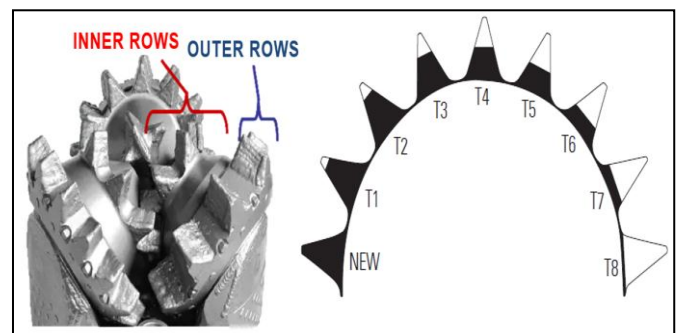 INNER ROWS
OUTER ROWS
NEW
T1
T2
T3
T4
T5
T6
T7
T8